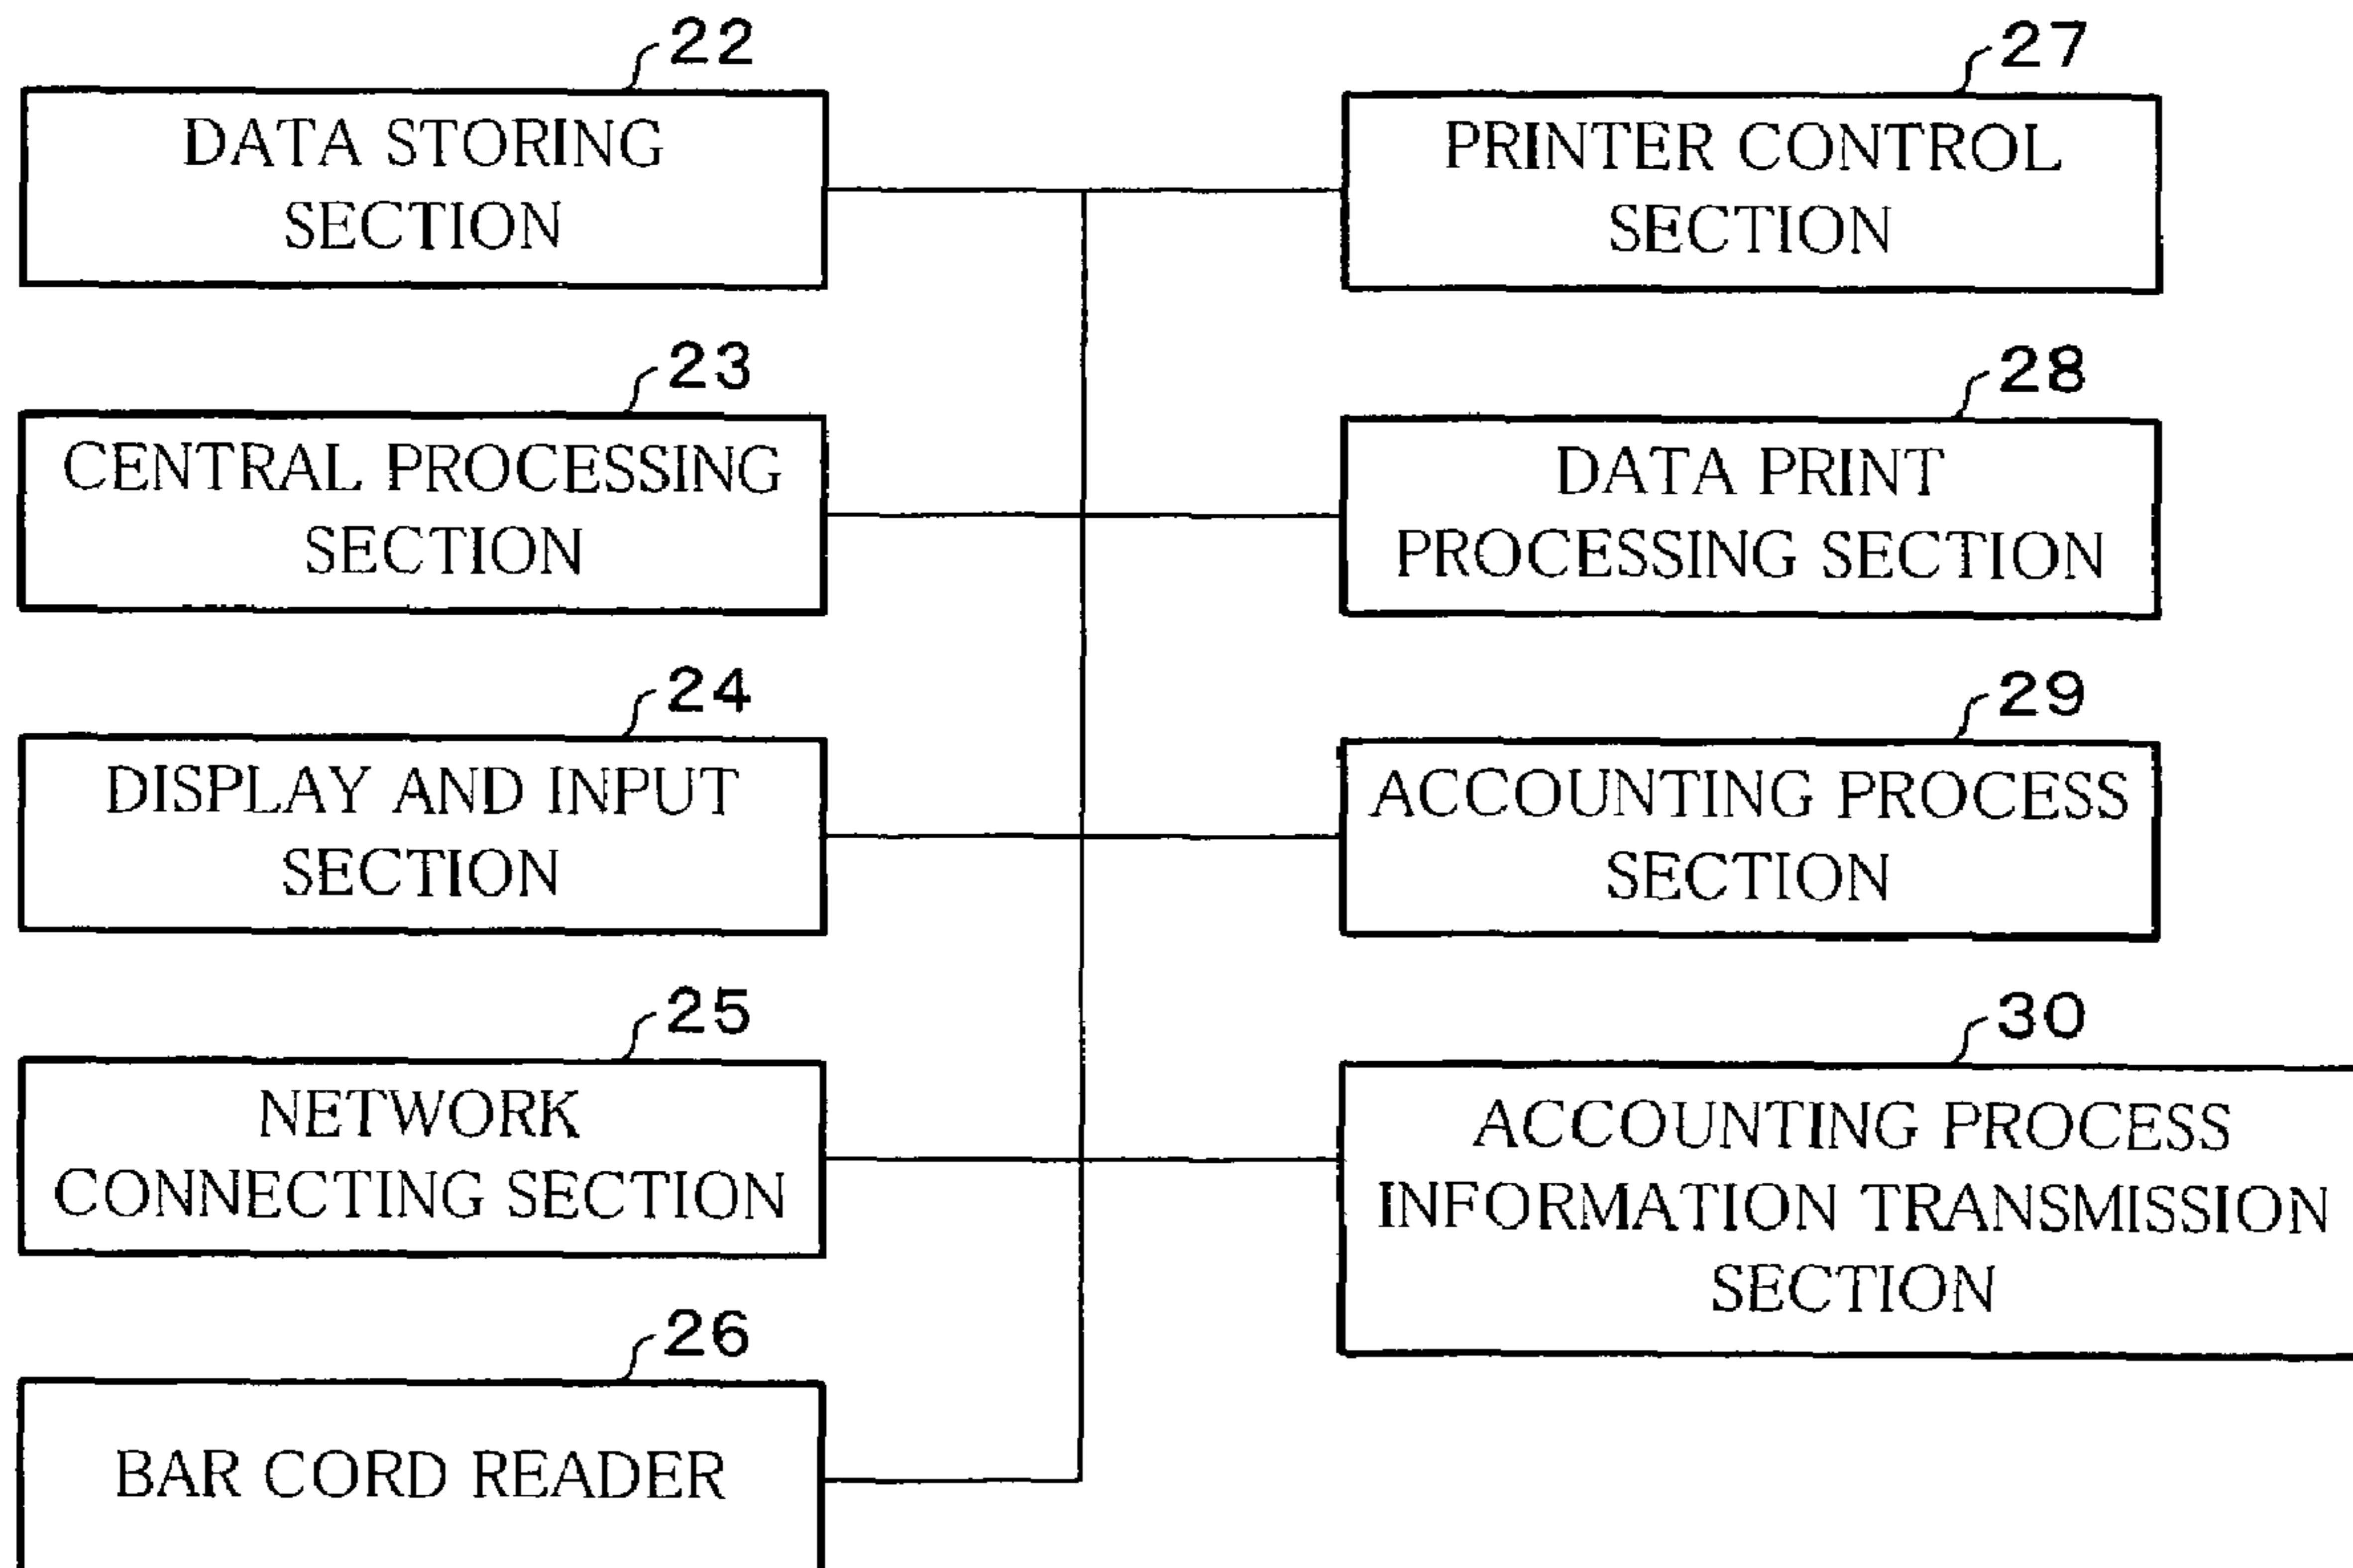 22
DATA STORING
SECTION
23
CENTRAL PROCESSING
SECTION
24
DISPLAY AND INPUT
SECTION
25
NETWORK
CONNECTING SECTION
26
BAR CORD READER
27
PRINTER CONTROL
SECTION
28
DATA PRINT
PROCESSING SECTION
29
ACCOUNTING PROCESS
SECTION
30
ACCOUNTING PROCESS
INFORMATION TRANSMISSION
SECTION